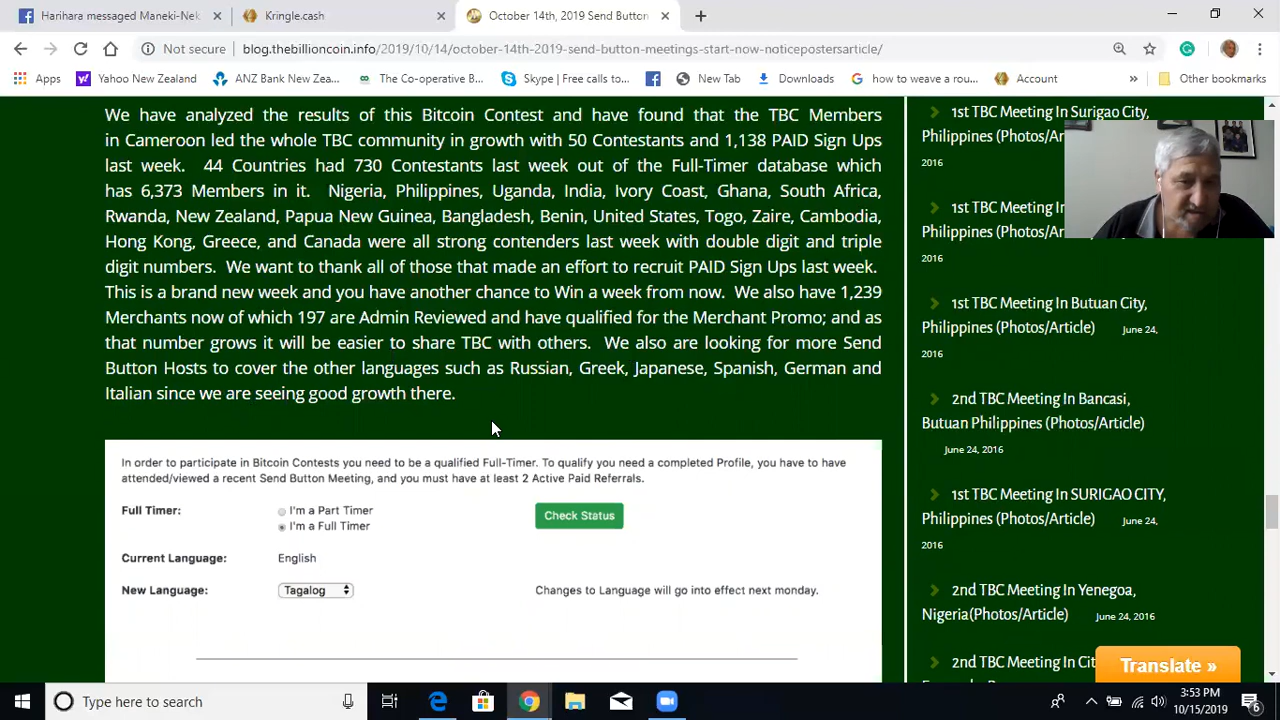 Harihara messaged Maneki-Nek
Kringle.cash
October 14th, 2019 Send Button
Not secure
blog.thebillioncoin.info/2019/10/14/october-14th-2019-send-button-meetings-start-now-noticepostersarticle/
Apps
Yahoo New Zealand
ANZ Bank New Zea...
The Co-operative B...
Skype | Free calls to...
New Tab
Downloads
how to weave a rou...
Account
»
Other bookmarks
We have analyzed the results of this Bitcoin Contest and have found that the TBC Members
in Cameroon led the whole TBC community in growth with 50 Contestants and 1,138 PAID Sign Ups
last week. 44 Countries had 730 Contestants last week out of the Full-Timer database which
has 6,373 Members in it. Nigeria, Philippines, Uganda, India, Ivory Coast, Ghana, South Africa,
Rwanda, New Zealand, Papua New Guinea, Bangladesh, Benin, United States, Togo, Zaire, Cambodia,
Hong Kong, Greece, and Canada were all strong contenders last week with double digit and triple
digit numbers. We want to thank all of those that made an effort to recruit PAID Sign Ups last week.
This is a brand new week and you have another chance to Win a week from now. We also have 1,239
Merchants now of which 197 are Admin Reviewed and have qualified for the Merchant Promo; and as
that number grows it will be easier to share TBC with others. We also are looking for more Send
Button Hosts to cover the other languages such as Russian, Greek, Japanese, Spanish, German and
Italian since we are seeing good growth there.
In order to participate in Bitcoin Contests you need to be a qualified Full-Timer. To qualify you need a completed Profile, you have to have
attended/viewed a recent Send Button Meeting, and you must have at least 2 Active Paid Referrals.
Full Timer:
I'm a Part Timer
I'm a Full Timer
Check Status
Current Language:
English
New Language:
Tagalog
Changes to Language will go into effect next monday.
1st TBC Meeting In Surigao City,
Philippines (Photos/Ar
2016
1st TBC Meeting In
Philippines (Photos/Ar
2016
1st TBC Meeting In Butuan City,
Philippines (Photos/Article) June 24,
2016
2nd TBC Meeting In Bancasi,
Butuan Philippines (Photos/Article)
June 24, 2016
1st TBC Meeting In SURIGAO CITY,
Philippines (Photos/Article) June 24,
2016
2nd TBC Meeting In Yenegoa,
Nigeria(Photos/Article) June 24, 2016
2nd TBC Meeting In Cit
Translate »
Type here to search
3:53 PM
10/15/2019
6